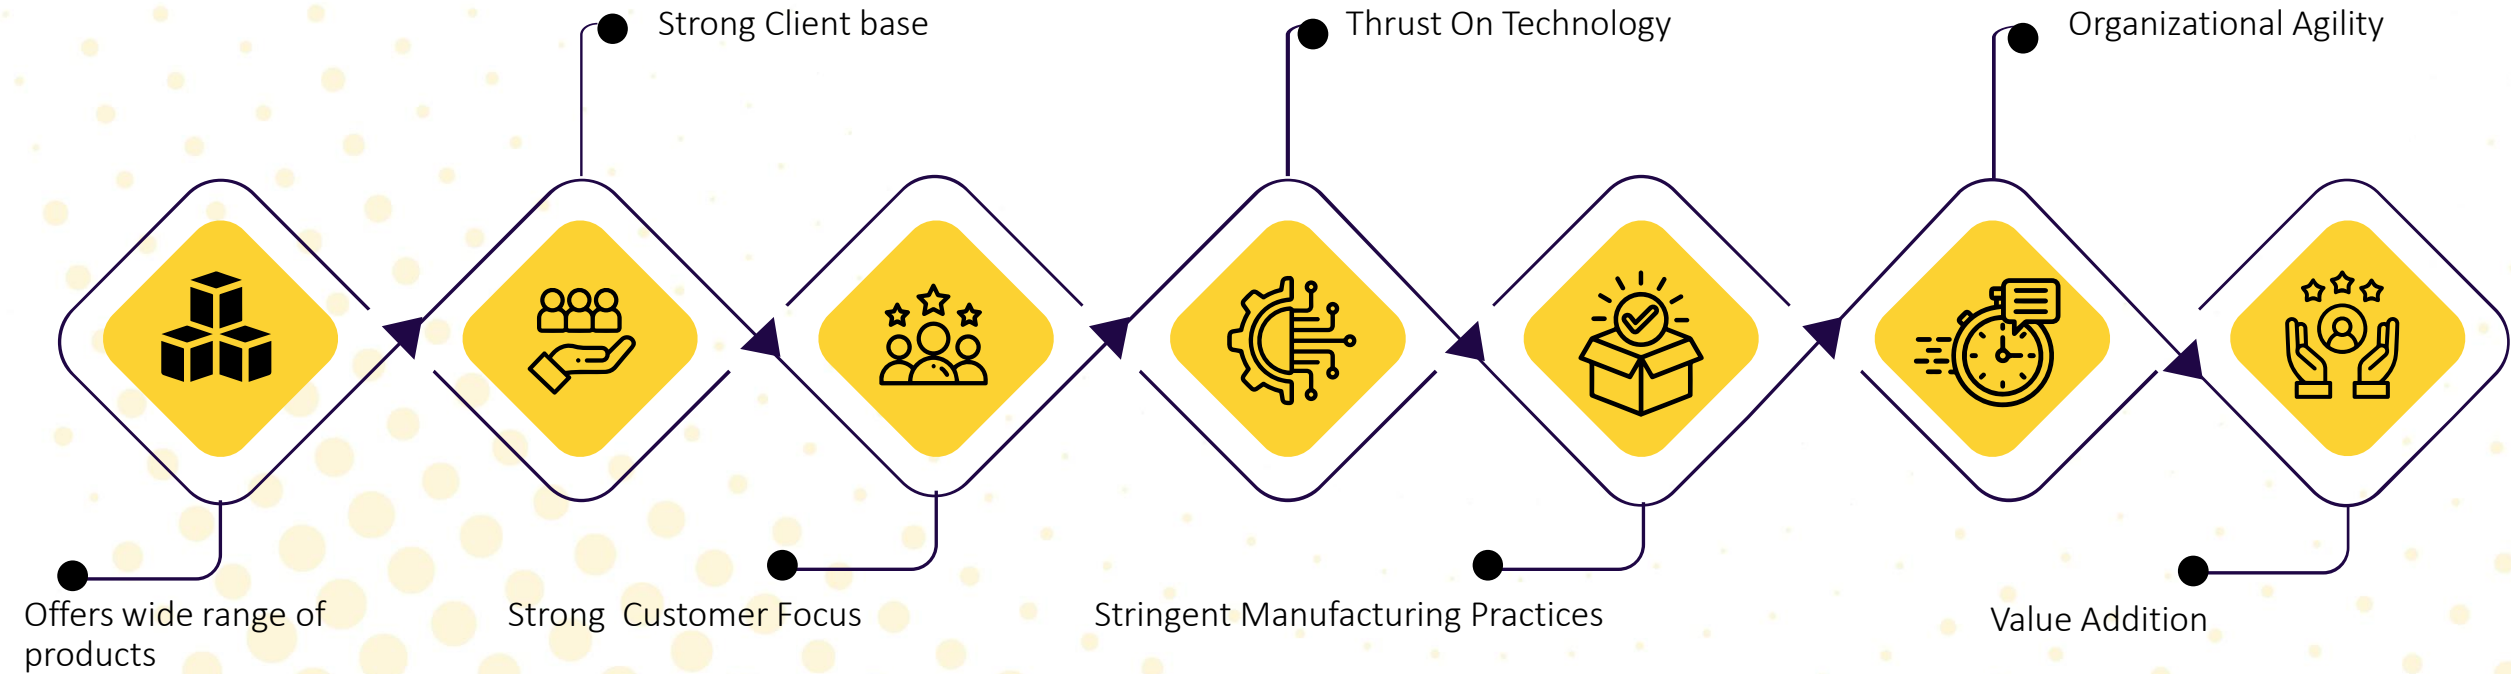 Strong Client base
Thrust On Technology
Organizational Agility
Offers wide range of
products
Strong  Customer Focus
Stringent Manufacturing Practices
Value Addition